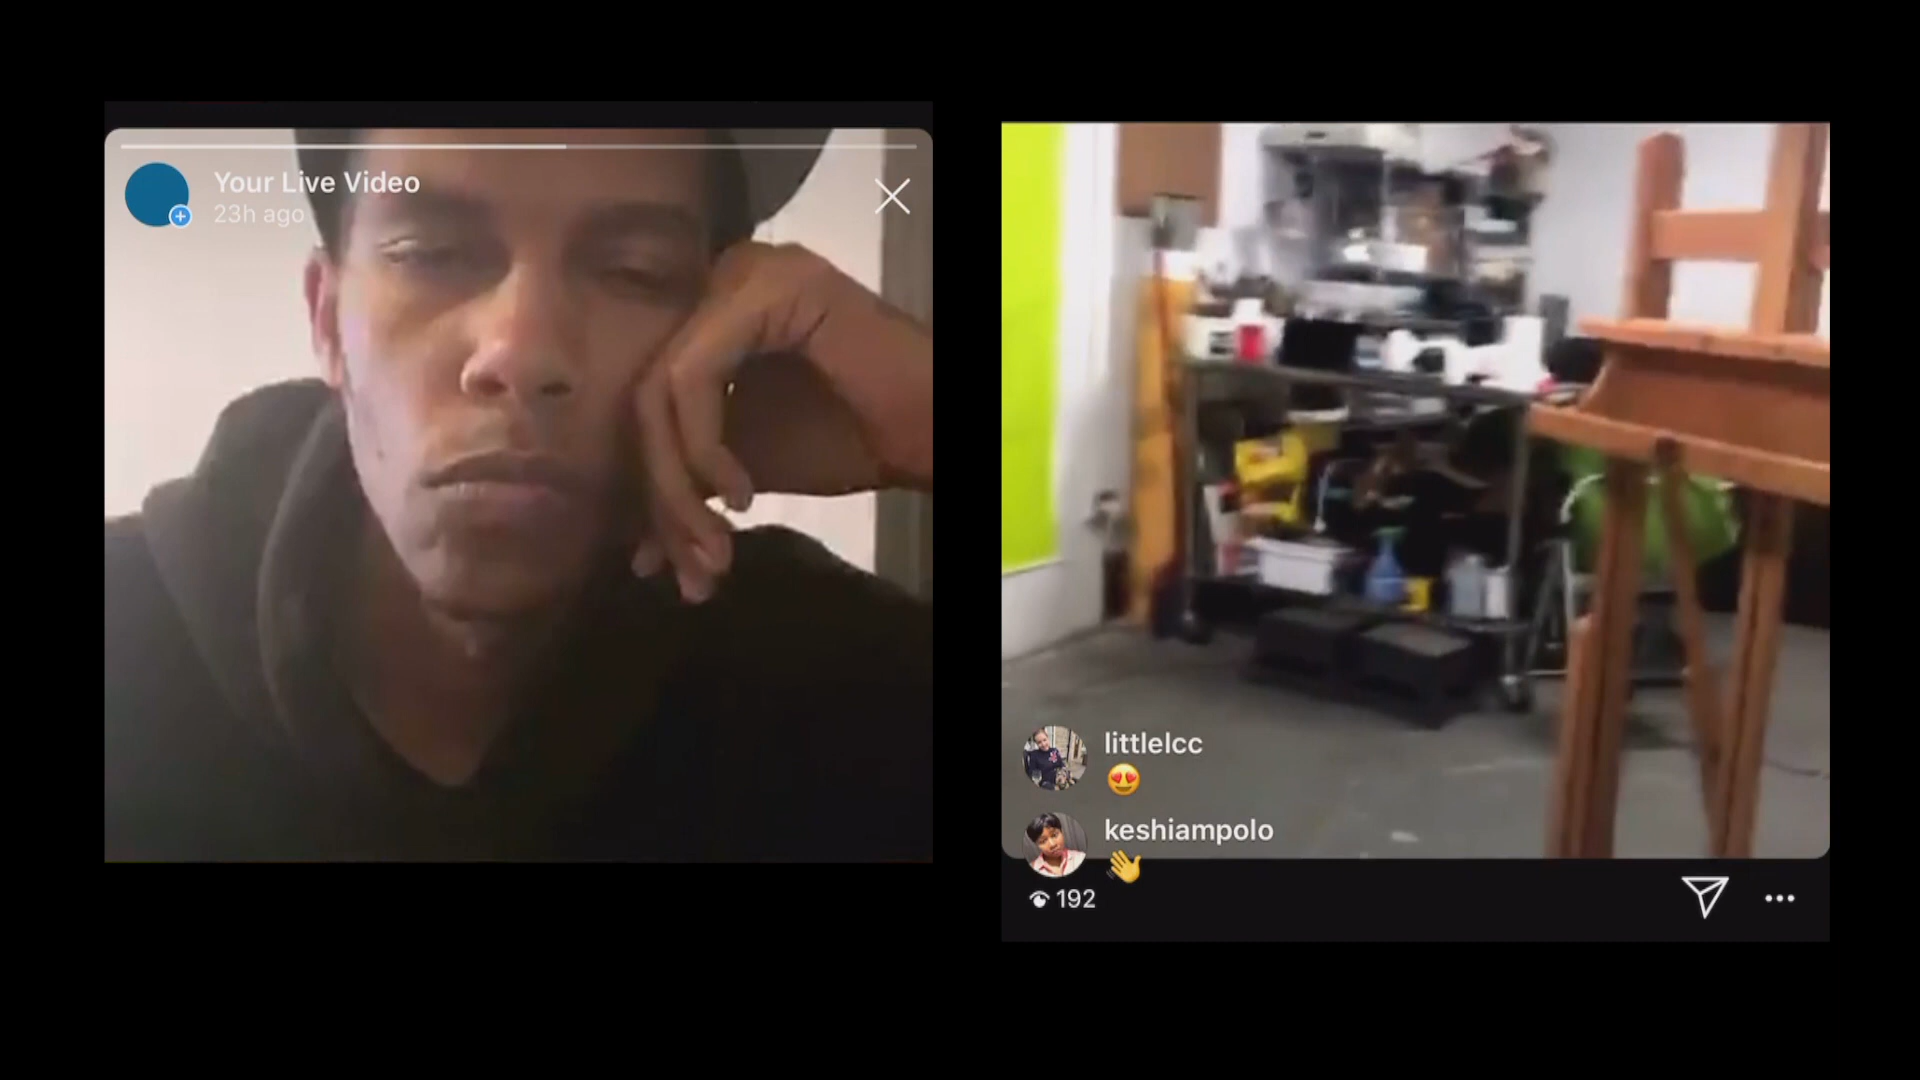 Your Live Video
23h ago
littlelcc
😍
keshiampolo
👋
192